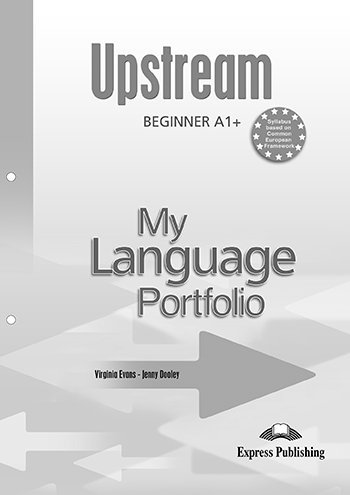 Upstream
BEGINNER A1+
Syllabus
based on
Common
European
Framework
My
Language
Portfolio
Virginia Evans - Jenny Dooley
Express Publishing